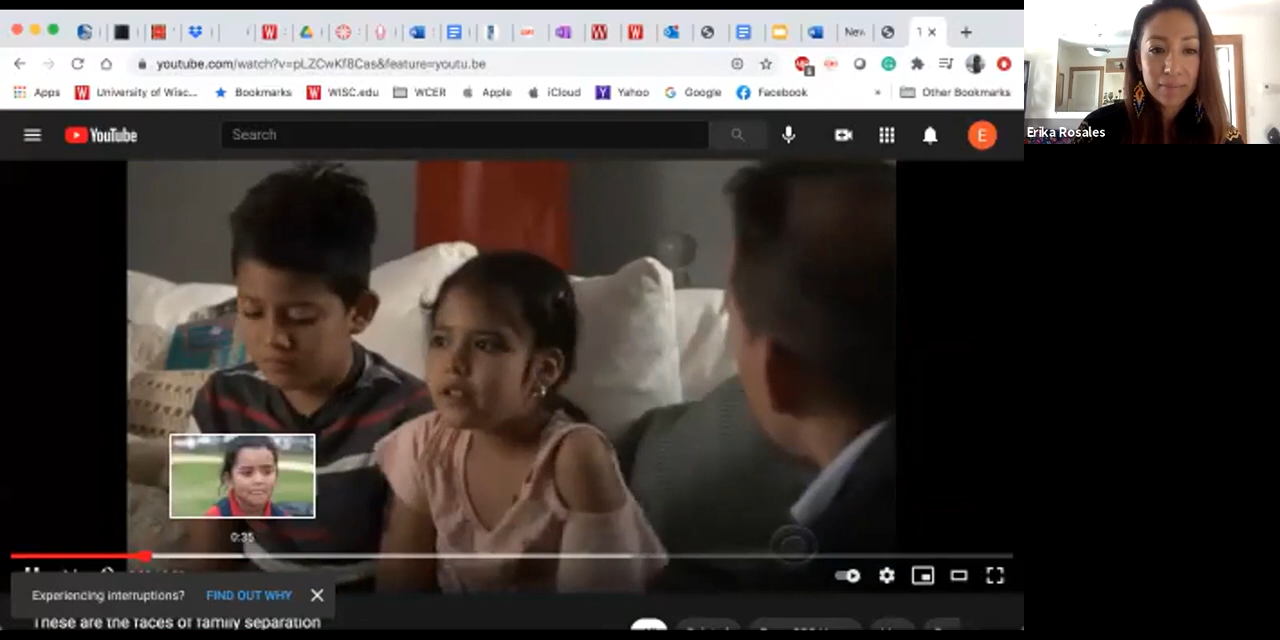 New
1
youtube.com/watch?v=pLZCwKf8Cas&feature=youtu.be
Apps
University of Wisc...
Bookmarks
WISC.edu
WCER
Apple
iCloud
Yahoo
Google
Facebook
»
Other Bookmarks
YouTube
Search
E
Erika Rosales
0:35
Experiencing interruptions?
FIND OUT WHY
These are the faces of family separation